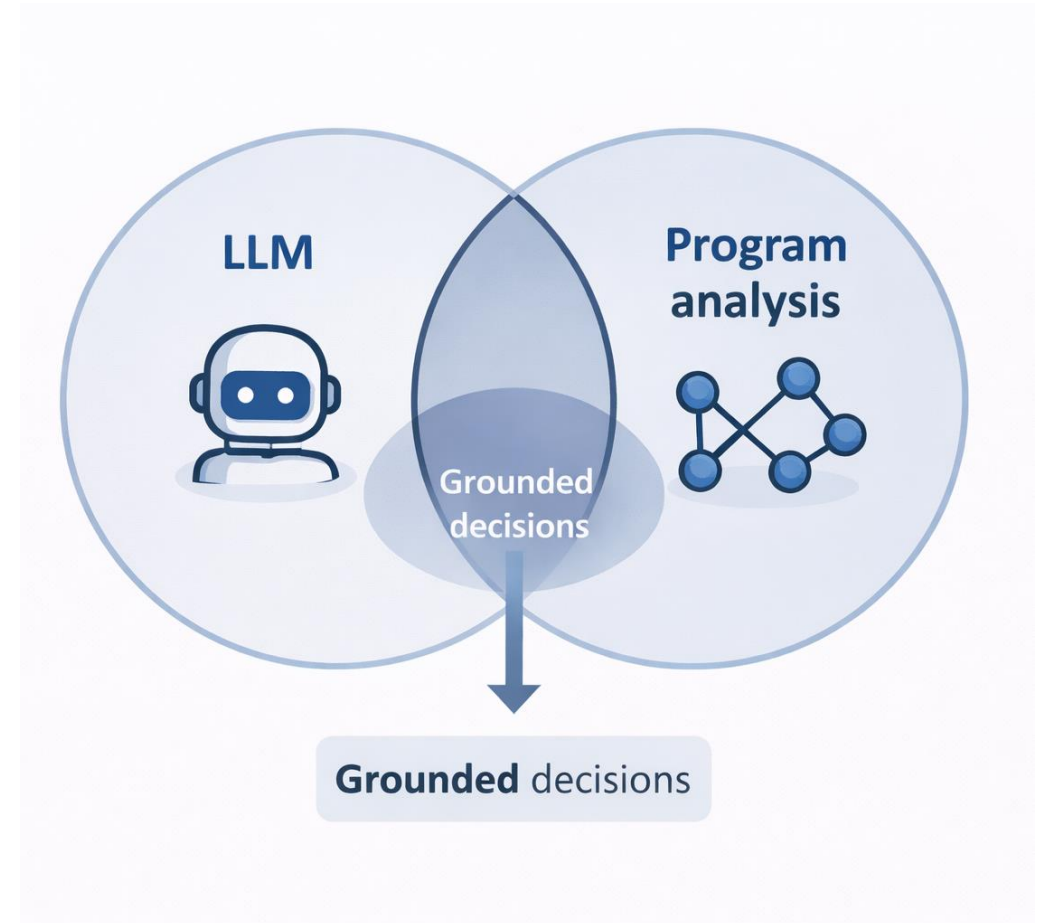 LLM
Program
analysis
Grounded
decisions
Grounded decisions